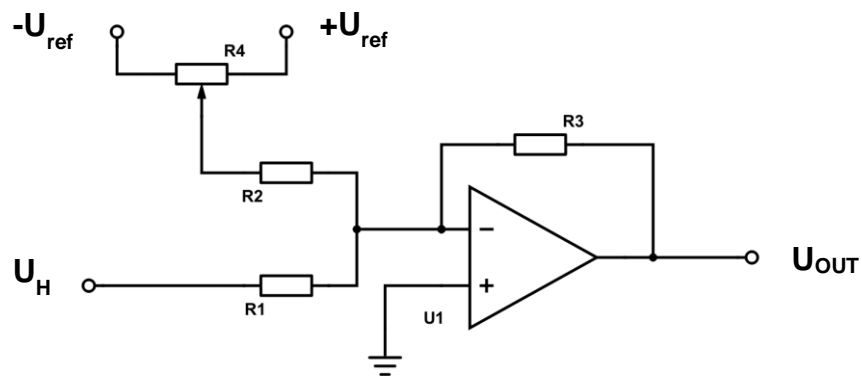 -Uref
+Uref
R4
R3
R2
−
UH
UOUT
R1
+
U1